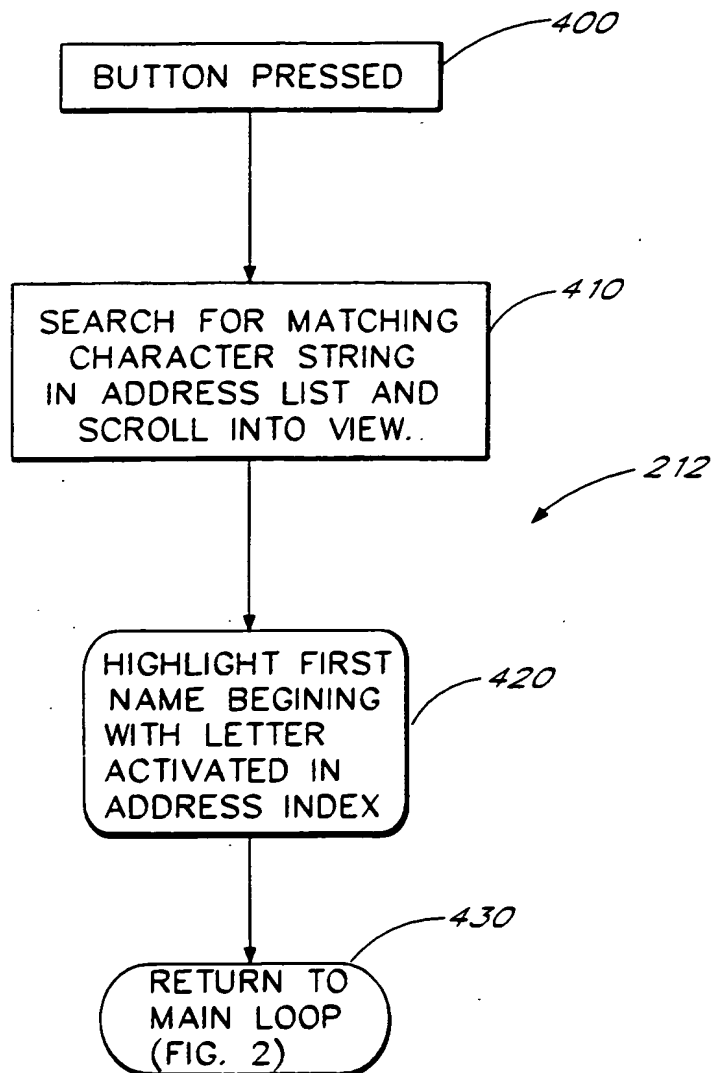 400
BUTTON PRESSED
410
SEARCH FOR MATCHING
CHARACTER STRING
IN ADDRESS LIST AND
SCROLL INTO VIEW..
212
420
HIGHLIGHT FIRST
NAME BEGINING
WITH LETTER
ACTIVATED IN
ADDRESS INDEX
430
RETURN TO
MAIN LOOP
(FIG. 2)